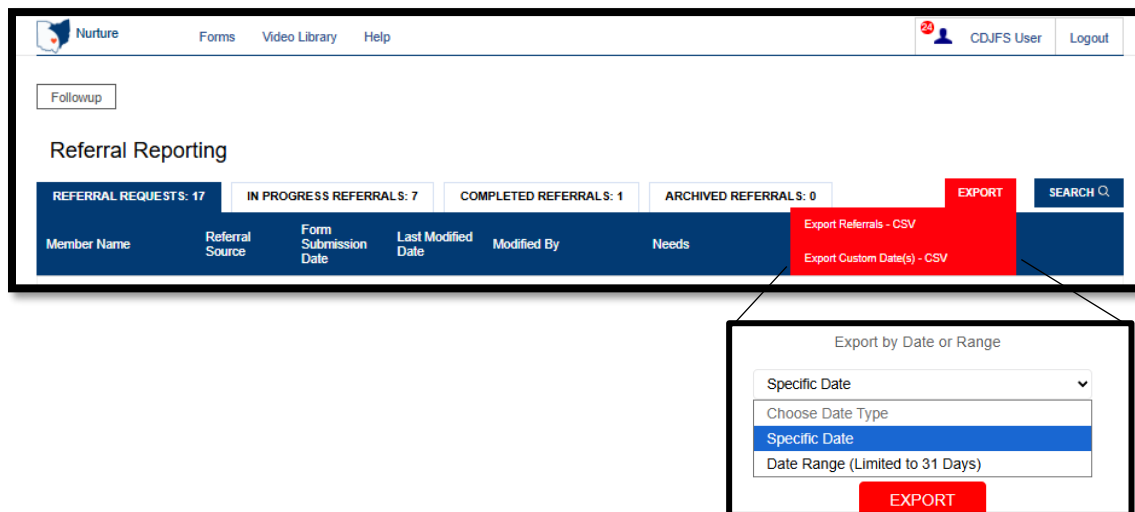 Nurture Forms Video Library Help 24 CDJFS User Logout
Followup
Referral Reporting
REFERRAL REQUESTS: 17 IN PROGRESS REFERRALS: 7 COMPLETED REFERRALS: 1 ARCHIVED REFERRALS: 0 EXPORT SEARCH
Member Name
Referral
Source
Form
Submission
Date
Last Modified
Date
Modified By
Needs
Export Referrals - CSV
Export Custom Date(s) - CSV
Export by Date or Range
Specific Date
Choose Date Type
Specific Date
Date Range (Limited to 31 Days)
EXPORT